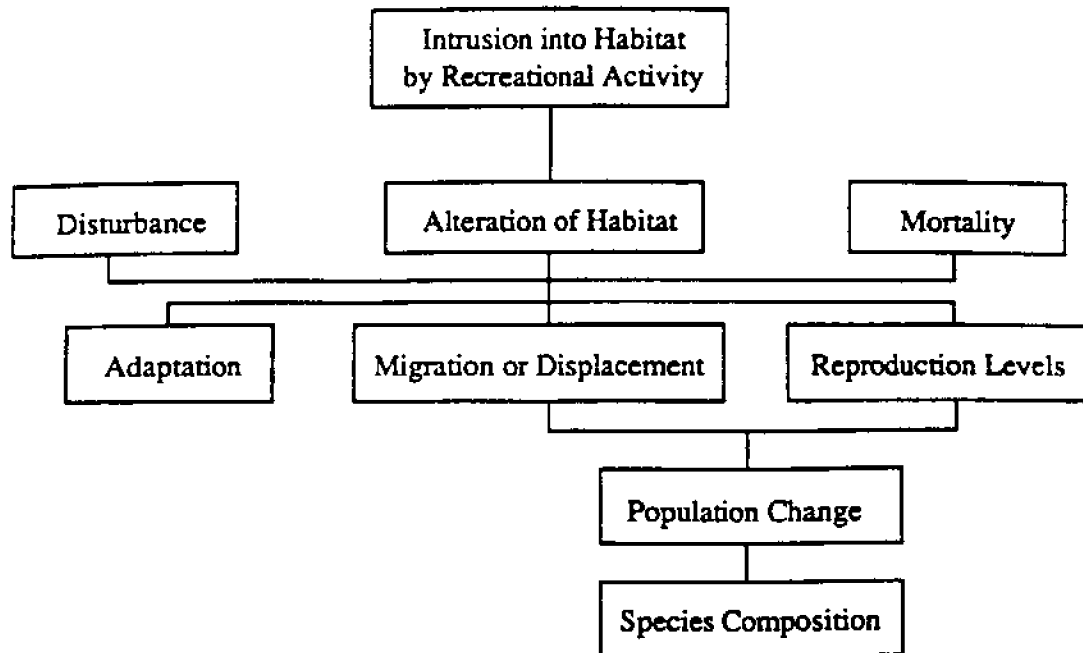 Intrusion into Habitat
by Recreational Activity
Disturbance
Alteration of Habitat
Mortality
Adaptation
Migration or Displacement
Reproduction Levels
Population Change
Species Composition